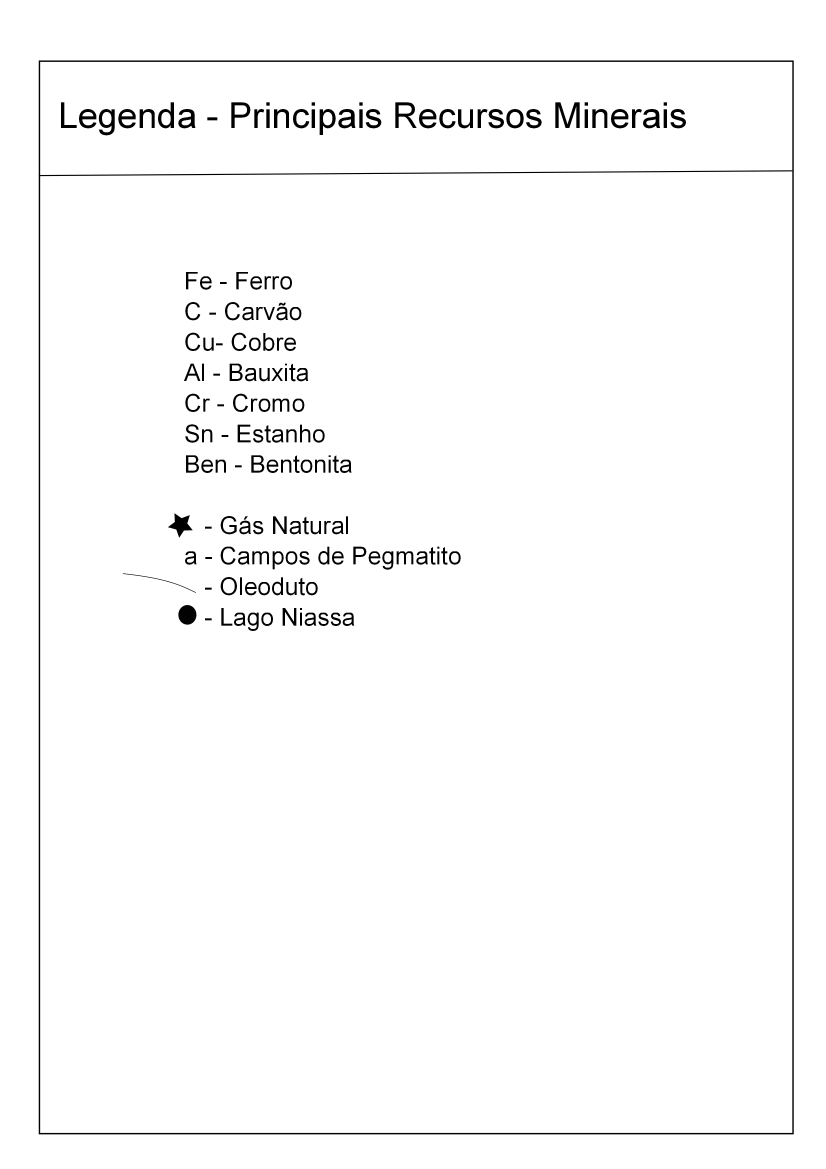 Legenda - Principais Recursos Minerais
Fe - Ferro
C - Carvão
Cu- Cobre
Al - Bauxita
Cr - Cromo
Sn - Estanho
Ben - Bentonita
- Gás Natural
a - Campos de Pegmatito
- Oleoduto
- Lago Niassa